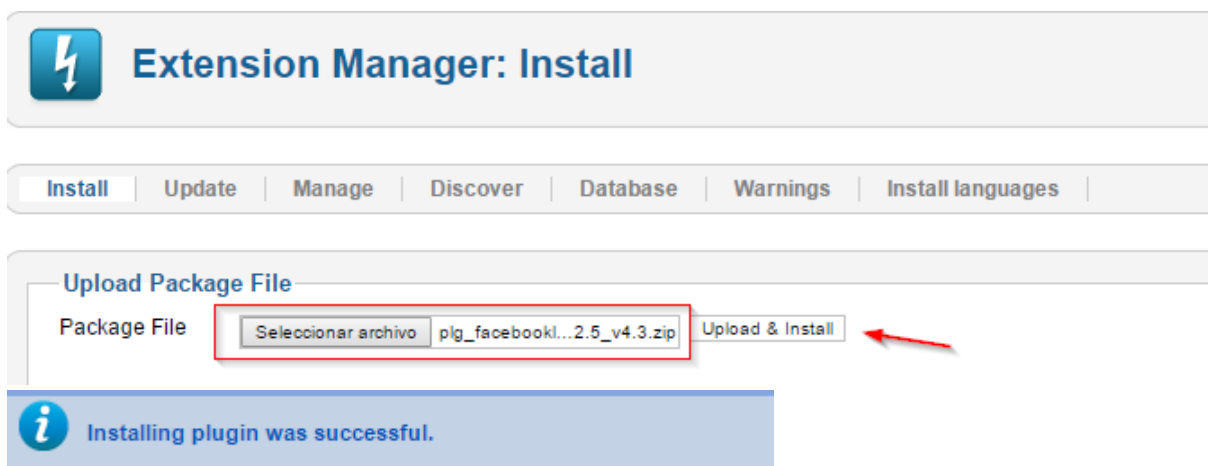 Extension Manager: Install
Install Update Manage Discover Database Warnings Install languages
Upload Package File
Package File Seleccionar archivo plg_facebookl...2.5_v4.3.zip Upload & Install
Installing plugin was successful.